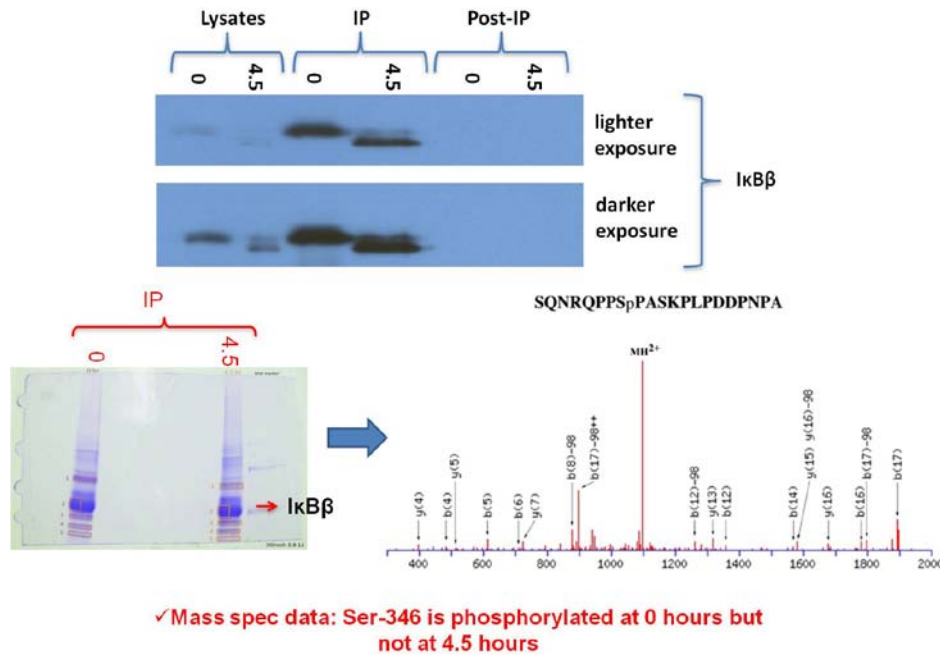 Lysates IP Post-IP
0 4.5 0 4.5 0 4.5
lighter
exposure
IκBβ
darker
exposure
IP
0 4.5
IκBβ
SQNRQPPSpPASKPLPDDPNPA
MH2+
y(4)
b(4)
y(5)
b(5)
b(6)
y(7)
b(8)-98
b(17)-98++
b(12)-98
y(13)
b(12)
b(14)
y(15) y(16)-98
y(16)
b(16)
b(17)-98
b(17)
400 600 800 1000 1200 1400 1600 1800 2000
✓Mass spec data: Ser-346 is phosphorylated at 0 hours but
not at 4.5 hours